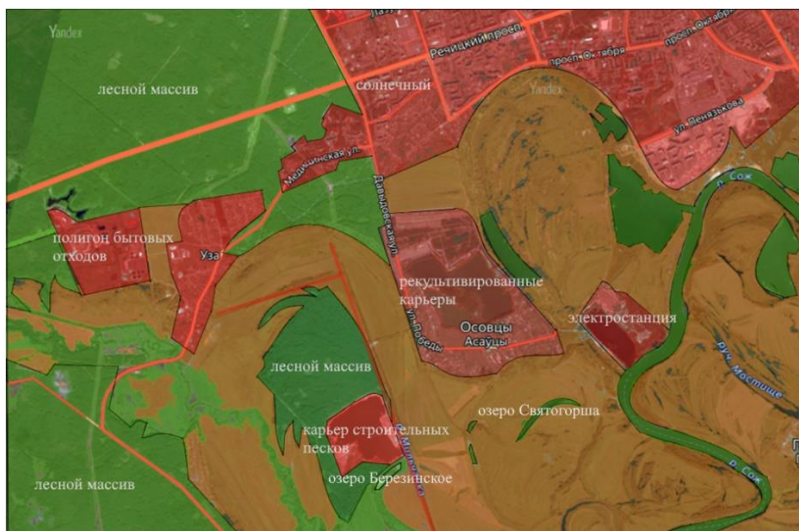 Yandex
Речицкий просп.
просп. Октября
просп. Октября
лесной массив
солнечный
Yandex
ул. Пенязькова
р. Сож
Давыдовская ул.
полигон бытовых
отходов
Уза
рекультивированные
карьеры
ул. Победы
Осовцы
Асаўцы
электростанция
руч. Мостище
лесной массив
озеро Святогорша
карьер строительных
песков
озеро Березинское
лесной массив
р. Сож